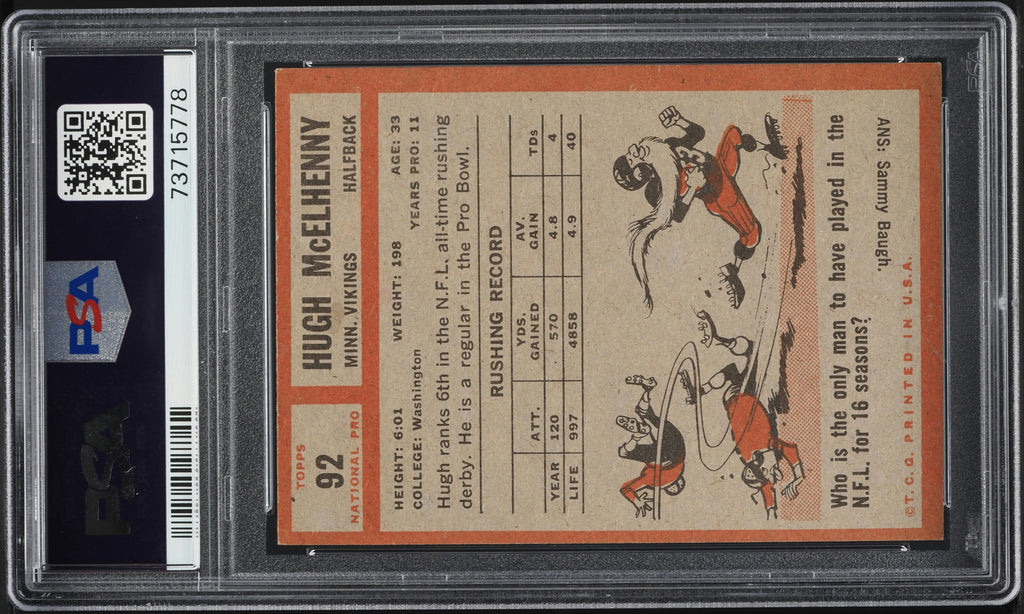 PSA
73715778
PSA
TOPPS
92
NATIONAL PRO
HUGH McELHENNY
MINN. VIKINGS HALFBACK
HEIGHT: 6:01 WEIGHT: 198 AGE: 33
COLLEGE: Washington YEARS PRO: 11
Hugh ranks 6th in the N.F.L. all-time rushing
derby. He is a regular in the Pro Bowl.
RUSHING RECORD
ATT. YDS. GAINED AV. GAIN TDs
YEAR 120 570 4.8 4
LIFE 997 4858 4.9 40
Who is the only man to have played in the
N.F.L. for 16 seasons?
ANS: Sammy Baugh.
©T.C.G. PRINTED IN U.S.A.
PSA